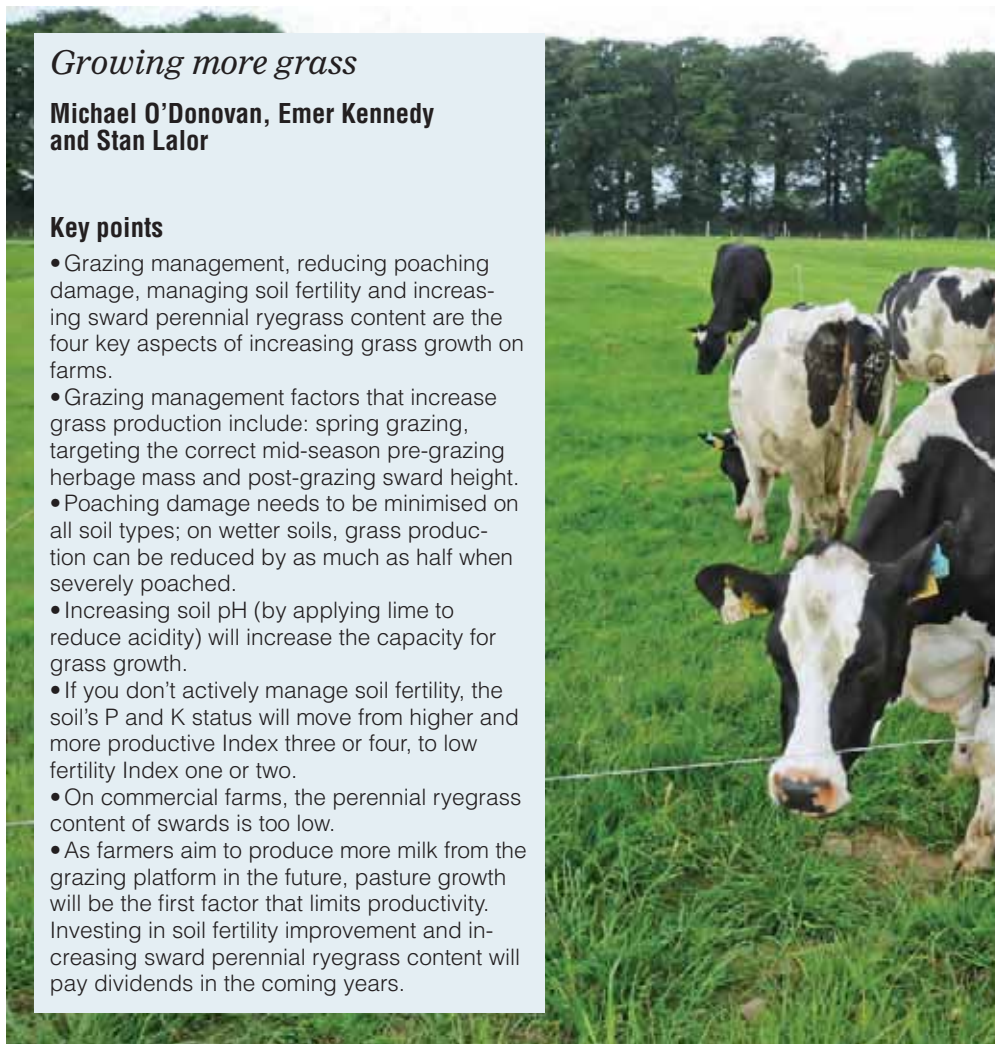 Growing more grass
Michael O’Donovan, Emer Kennedy
and Stan Lalor
Key points
• Grazing management, reducing poaching
damage, managing soil fertility and increas-
ing sward perennial ryegrass content are the
four key aspects of increasing grass growth on
farms.
• Grazing management factors that increase
grass production include: spring grazing,
targeting the correct mid-season pre-grazing
herbage mass and post-grazing sward height.
• Poaching damage needs to be minimised on
all soil types; on wetter soils, grass produc-
tion can be reduced by as much as half when
severely poached.
• Increasing soil pH (by applying lime to
reduce acidity) will increase the capacity for
grass growth.
• If you don’t actively manage soil fertility, the
soil’s P and K status will move from higher and
more productive Index three or four, to low
fertility Index one or two.
• On commercial farms, the perennial ryegrass
content of swards is too low.
• As farmers aim to produce more milk from the
grazing platform in the future, pasture growth
will be the first factor that limits productivity.
Investing in soil fertility improvement and in-
creasing sward perennial ryegrass content will
pay dividends in the coming years.